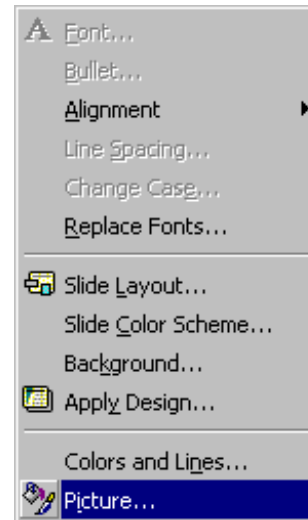 Font...
Bullet...
Alignment
Line Spacing...
Change Case...
Replace Fonts...
Slide Layout...
Slide Color Scheme...
Background...
Apply Design...
Colors and Lines...
Picture...